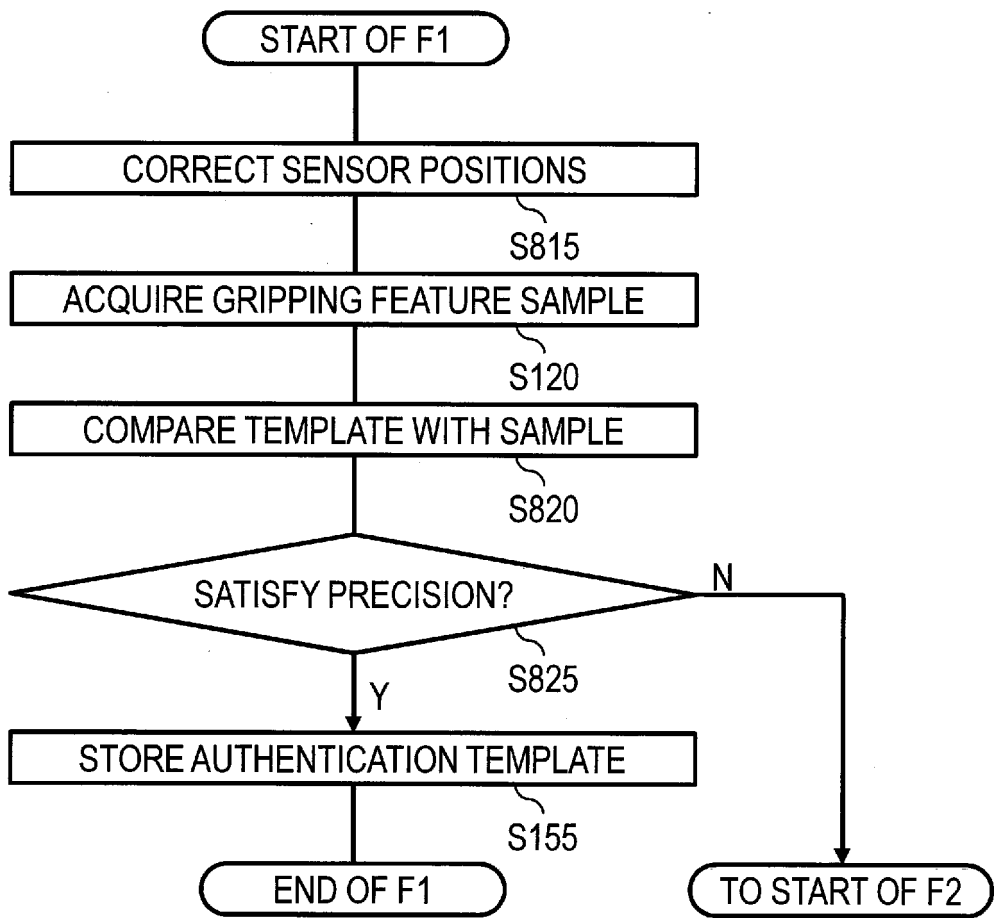 START OF F1
CORRECT SENSOR POSITIONS
S815
ACQUIRE GRIPPING FEATURE SAMPLE
S120
COMPARE TEMPLATE WITH SAMPLE
S820
SATISFY PRECISION?
N
S825
Y
STORE AUTHENTICATION TEMPLATE
S155
END OF F1
TO START OF F2